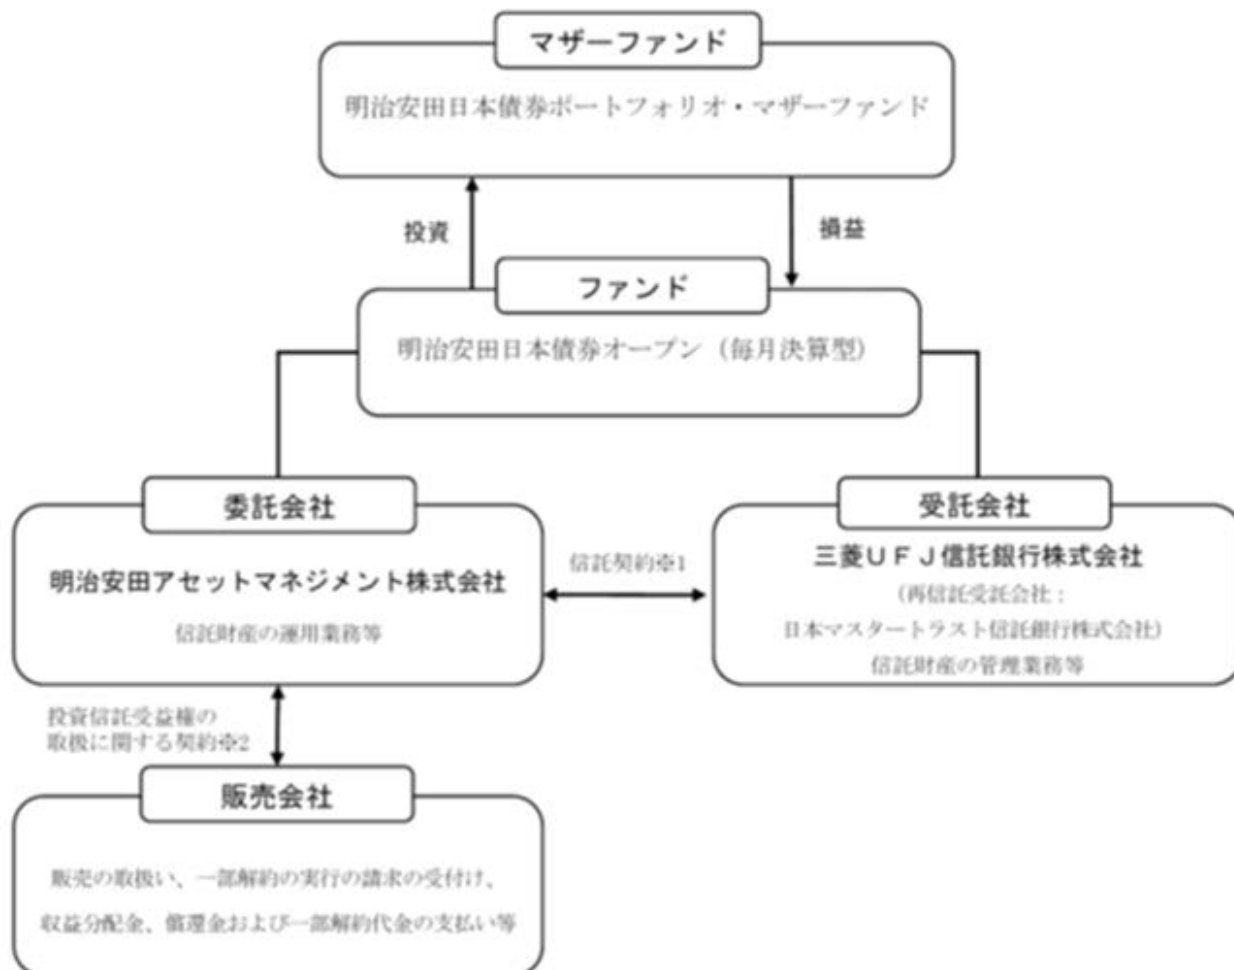 マザーファンド
明治安田日本債券ポートフォリオ・マザーファンド
投資
損益
ファンド
明治安田日本債券オープン（毎月決算型）
委託会社
明治安田アセットマネジメント株式会社
信託財産の運用業務等
信託契約※1
受託会社
三菱ＵＦＪ信託銀行株式会社
（再信託受託会社：
日本マスタートラスト信託銀行株式会社）
信託財産の管理業務等
投資信託受益権の
取扱に関する契約※2
販売会社
販売の取扱い、一部解約の実行の請求の受付け、
収益分配金、償還金および一部解約代金の支払い等